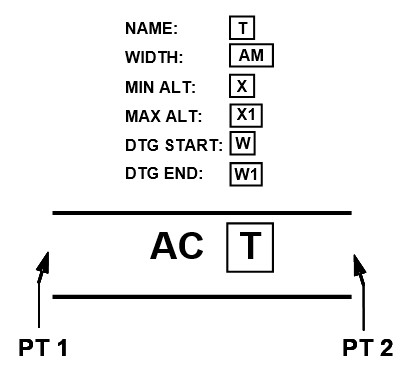 NAME: T
WIDTH: AM
MIN ALT: X
MAX ALT: X1
DTG START: W
DTG END: W1
AC T
PT 1 PT 2